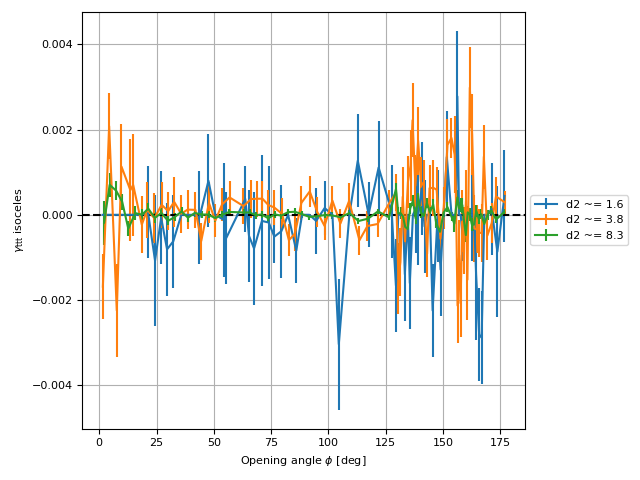 0.004
0.002
0.000
−0.002
−0.004
γttt isoceles
0 25 50 75 100 125 150 175
Opening angle ϕ [deg]
d2 ~= 1.6
d2 ~= 3.8
d2 ~= 8.3